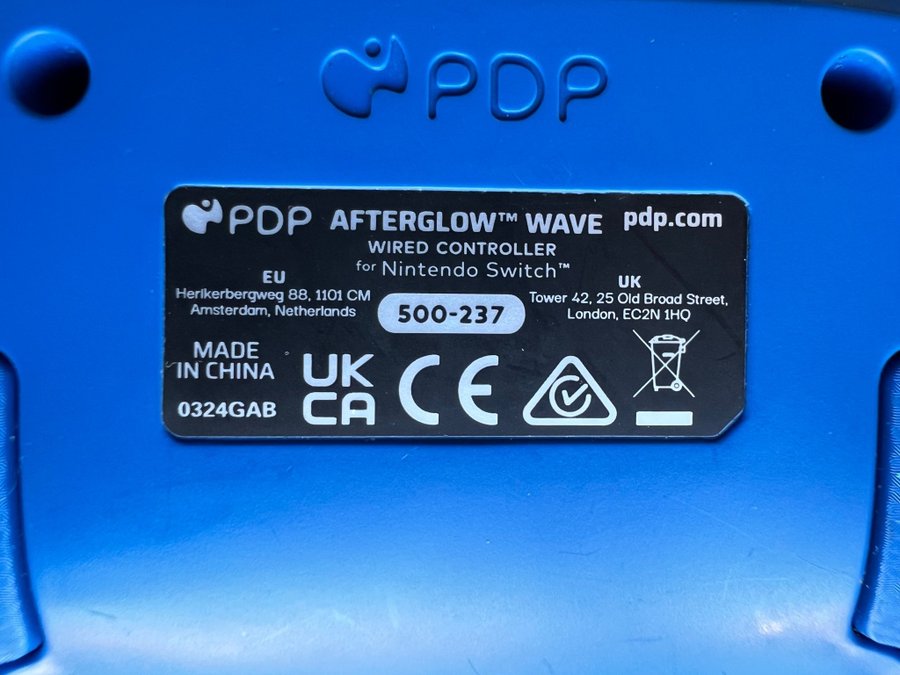 PDP
PDP AFTERGLOW™ WAVE pdp.com
WIRED CONTROLLER
for Nintendo Switch™
EU
Herikerbergweg 88, 1101 CM
Amsterdam, Netherlands
500-237
UK
Tower 42, 25 Old Broad Street,
London, EC2N 1HQ
MADE
IN CHINA
0324GAB
UK
CA
CE